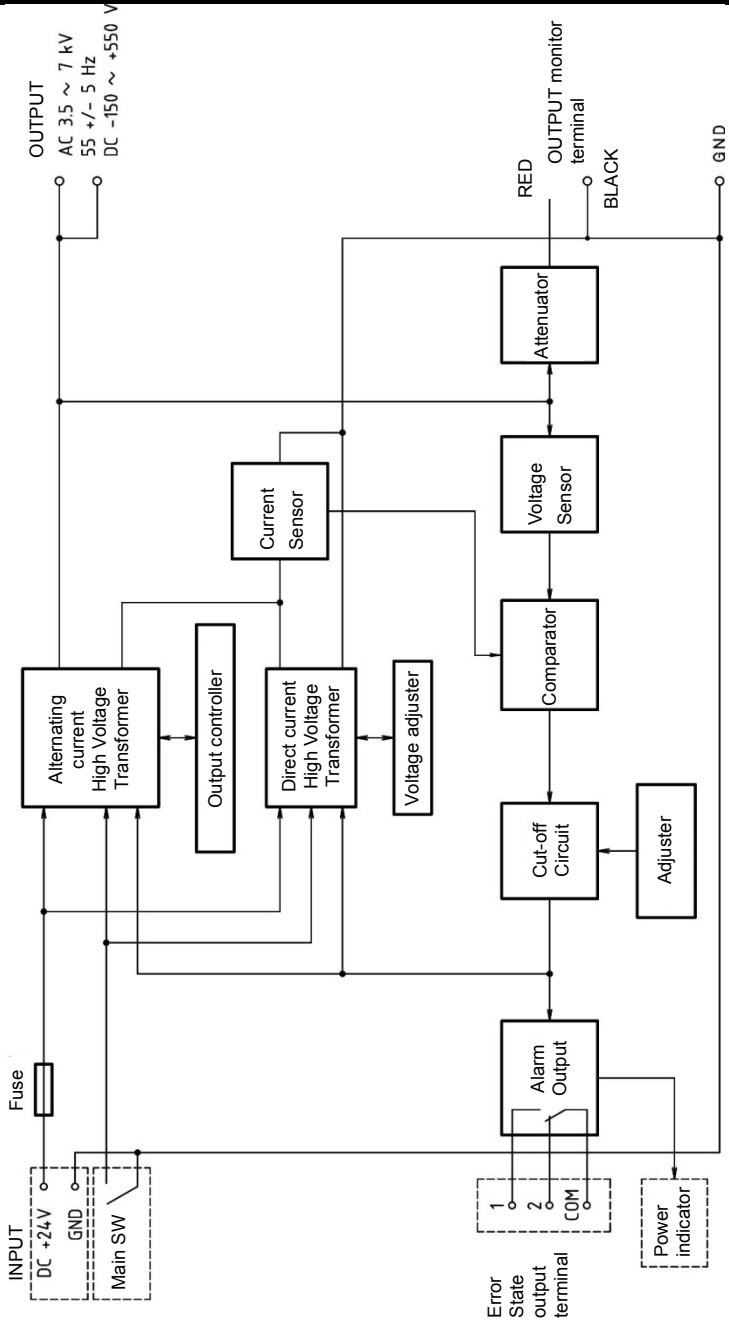 INPUT
DC +24V
GND
Main SW
Fuse
Alternating
current
High Voltage
Transformer
Output controller
Direct current
High Voltage
Transformer
Voltage adjuster
Current
Sensor
OUTPUT
AC 3.5 ~ 7 kV
55 +/- 5 Hz
DC -150 ~ +550 V
Error
State
output
terminal
1
2
COM
Alarm
Output
Power
indicator
Cut-off
Circuit
Adjuster
Comparator
Voltage
Sensor
Attenuator
RED
OUTPUT monitor
terminal
BLACK
GND